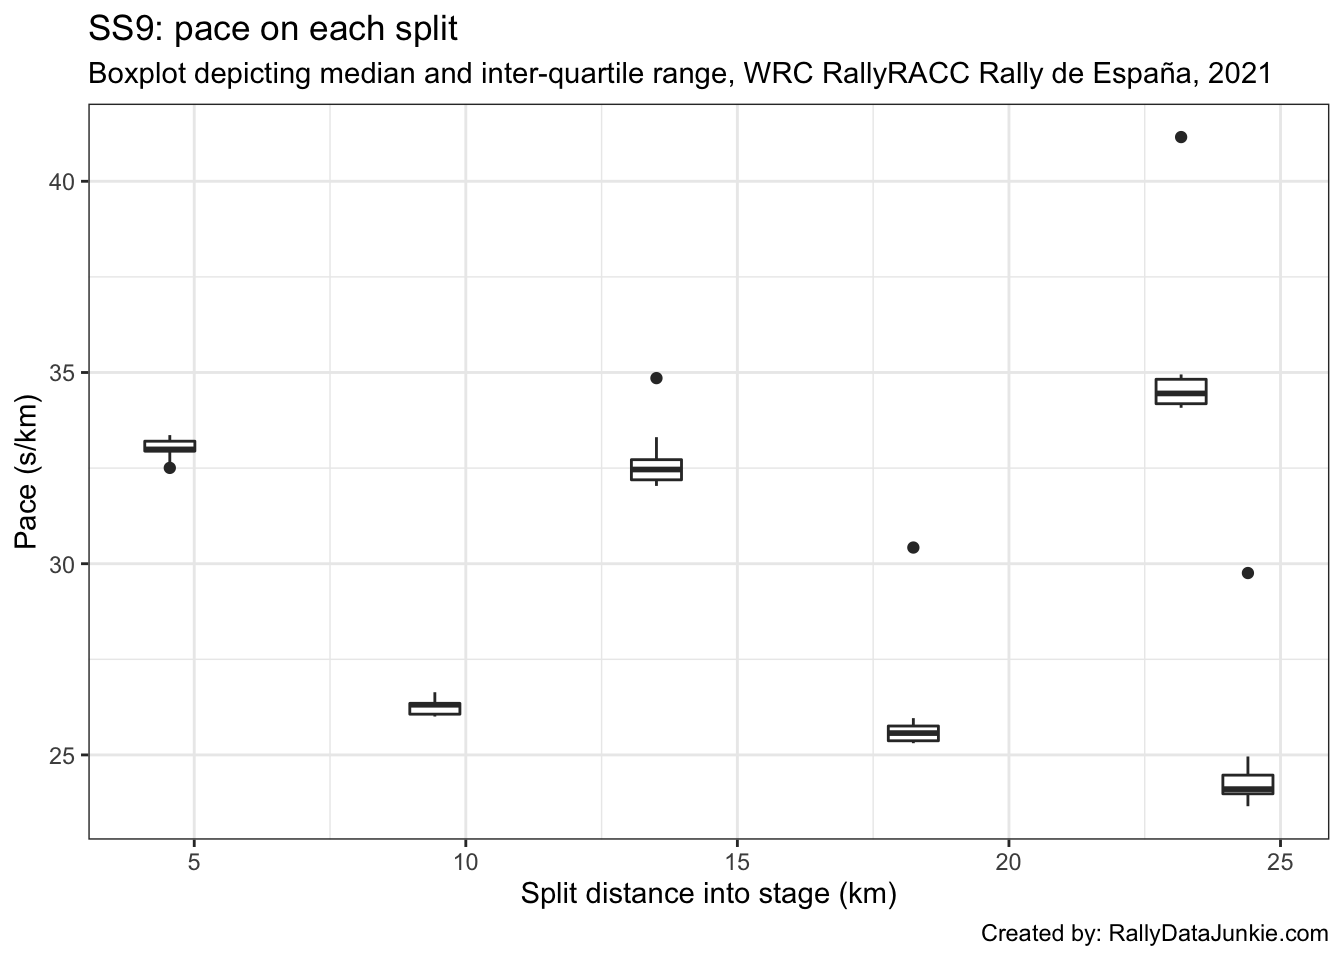 SS9: pace on each split
Boxplot depicting median and inter-quartile range, WRC RallyRACC Rally de España, 2021
40
35
30
25
Pace (s/km)
5 10 15 20 25
Split distance into stage (km)
Created by: RallyDataJunkie.com